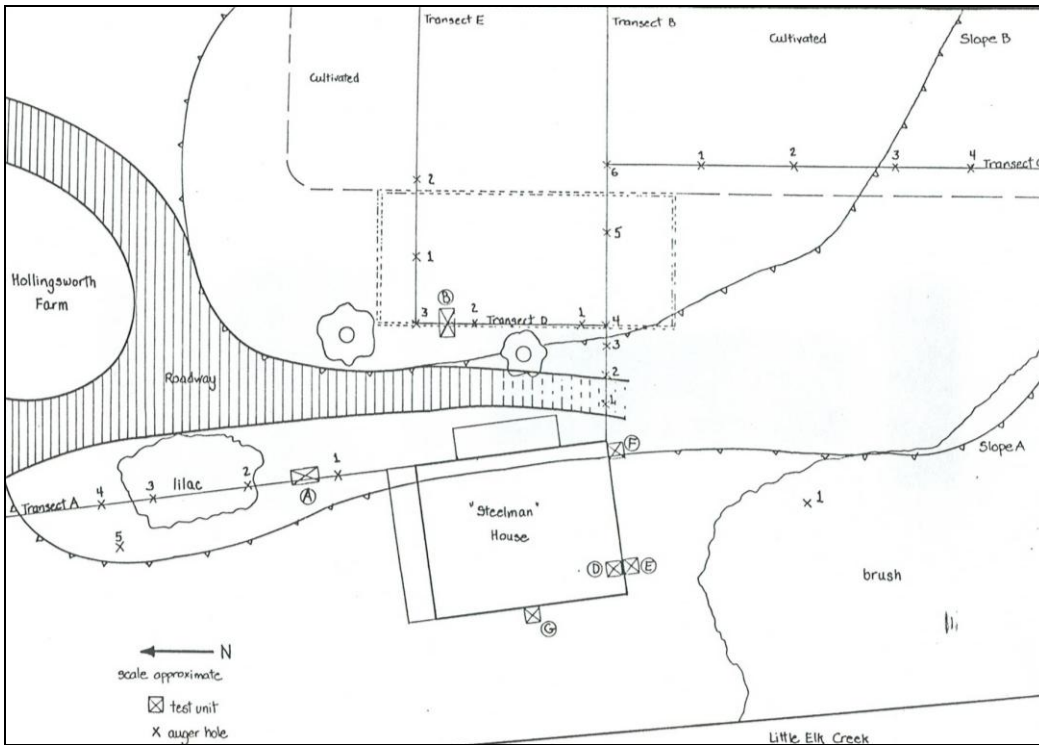 Transect E
Transect B
Cultivated
Slope B
Cultivated
1
2
3
4
Transect C
6
2
5
1
Hollingsworth
Farm
B
3
2
Transect D
1
4
3
2
1
Roadway
F
Slope A
1
2
lilac
3
4
Transect A
A
5
"Steelman"
House
1
D
E
brush
G
N
scale approximate
test unit
x auger hole
Little Elk Creek